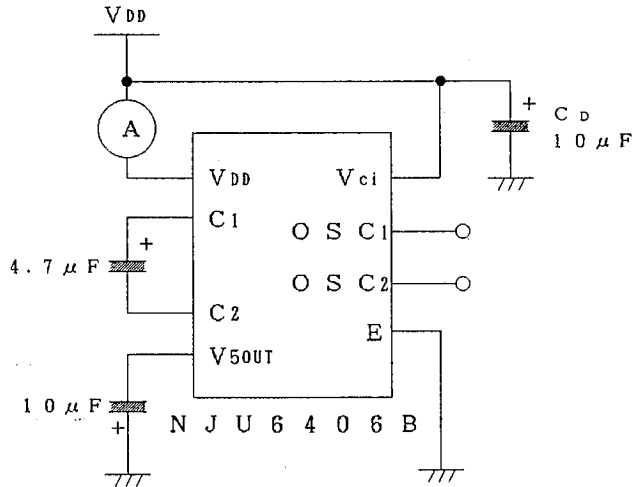 VDD
A
+
CD
10μF
VDD
Vci
C1
OSC1
+
4.7μF
OSC2
C2
E
V5OUT
10μF
+
NJU6406B